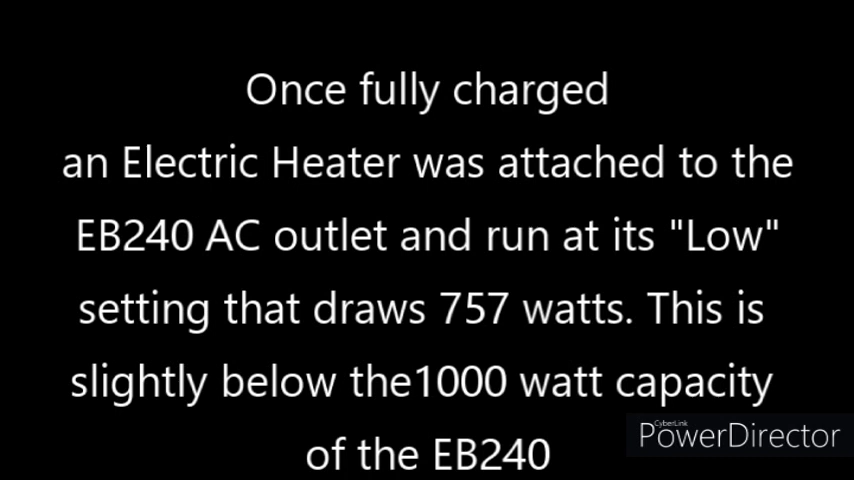 Once fully charged
an Electric Heater was attached to the
EB240 AC outlet and run at its "Low"
setting that draws 757 watts. This is
slightly below the1000 watt capacity
of the EB240
CyberLink
PowerDirector